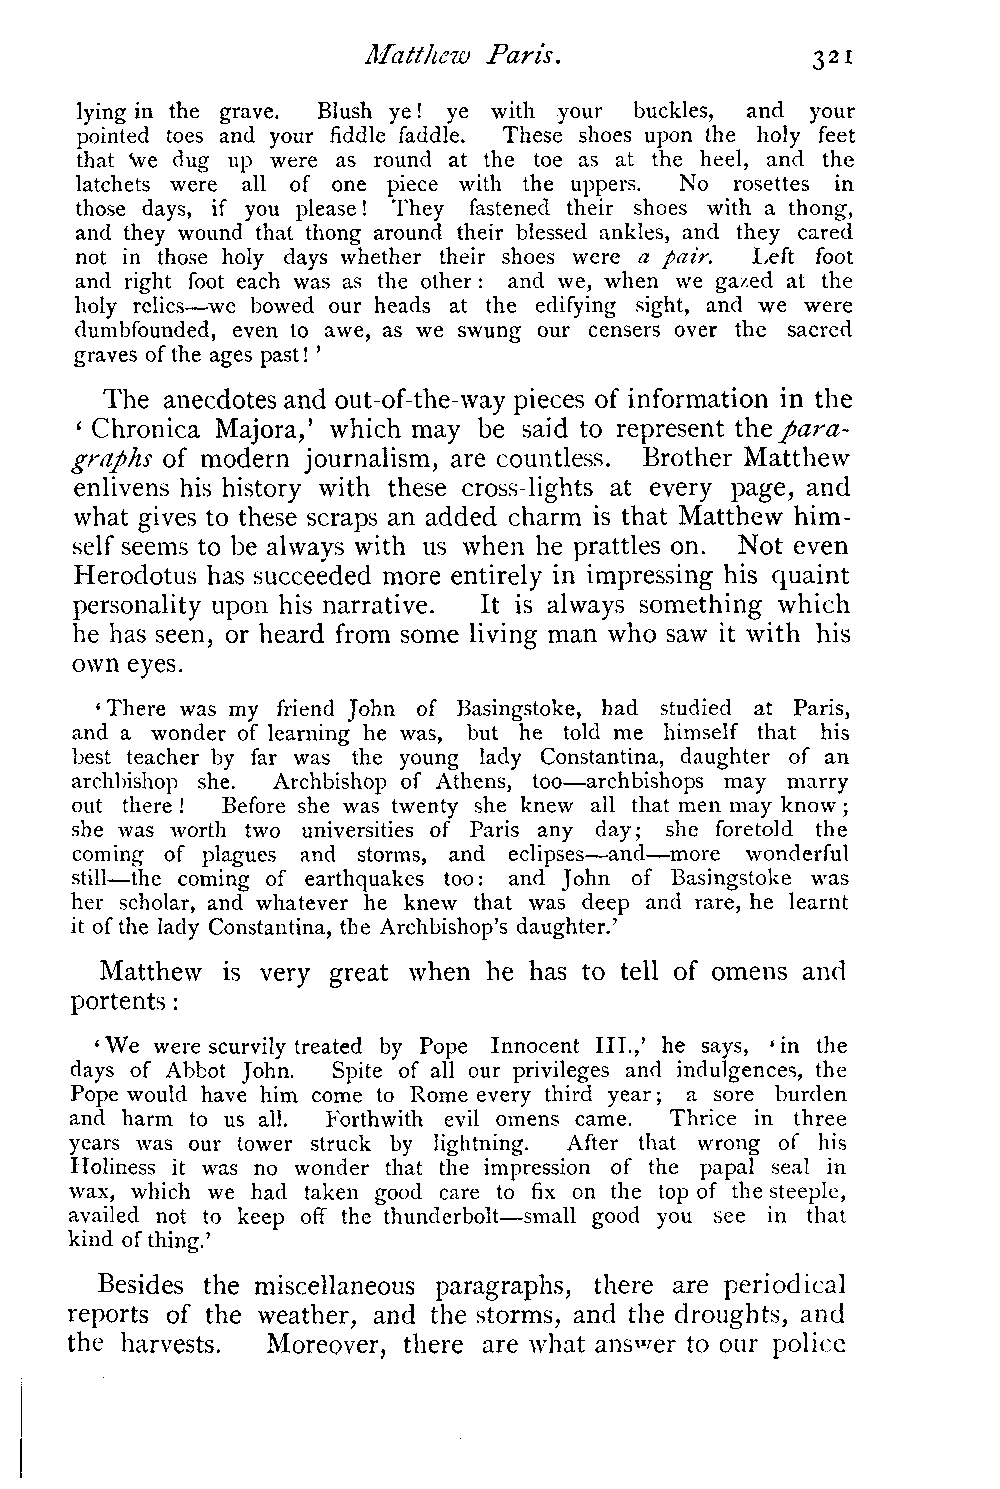 Matthew Paris. 321
lying in the grave. Blush ye! ye with your buckles, and your
pointed toes and your fiddle faddle. These shoes upon the holy feet
that we dug up were as round at the toe as at the heel, and the
latchets were all of one piece with the uppers. No rosettes in
those days, if you please! They fastened their shoes with a thong,
and they wound that thong around their blessed ankles, and they cared
not in those holy days whether their shoes were a pair. Left foot
and right foot each was as the other: and we, when we gazed at the
holy relics—we bowed our heads at the edifying sight, and we were
dumbfounded, even to awe, as we swung our censers over the sacred
graves of the ages past!'
The anecdotes and out-of-the-way pieces of information in the
'Chronica Majora,' which may be said to represent the para-
graphs of modern journalism, are countless. Brother Matthew
enlivens his history with these cross-lights at every page, and
what gives to these scraps an added charm is that Matthew him-
self seems to be always with us when he prattles on. Not even
Herodotus has succeeded more entirely in impressing his quaint
personality upon his narrative. It is always something which
he has seen, or heard from some living man who saw it with his
own eyes.
'There was my friend John of Basingstoke, had studied at Paris,
and a wonder of learning he was, but he told me himself that his
best teacher by far was the young lady Constantina, daughter of an
archbishop she. Archbishop of Athens, too—archbishops may marry
out there! Before she was twenty she knew all that men may know;
she was worth two universities of Paris any day; she foretold the
coming of plagues and storms, and eclipses—and—more wonderful
still—the coming of earthquakes too: and John of Basingstoke was
her scholar, and whatever he knew that was deep and rare, he learnt
it of the lady Constantina, the Archbishop's daughter.'
Matthew is very great when he has to tell of omens and
portents:
'We were scurvily treated by Pope Innocent III.,' he says, 'in the
days of Abbot John. Spite of all our privileges and indulgences, the
Pope would have him come to Rome every third year; a sore burden
and harm to us all. Forthwith evil omens came. Thrice in three
years was our tower struck by lightning. After that wrong of his
Holiness it was no wonder that the impression of the papal seal in
wax, which we had taken good care to fix on the top of the steeple,
availed not to keep off the thunderbolt—small good you see in that
kind of thing.'
Besides the miscellaneous paragraphs, there are periodical
reports of the weather, and the storms, and the droughts, and
the harvests. Moreover, there are what answer to our police